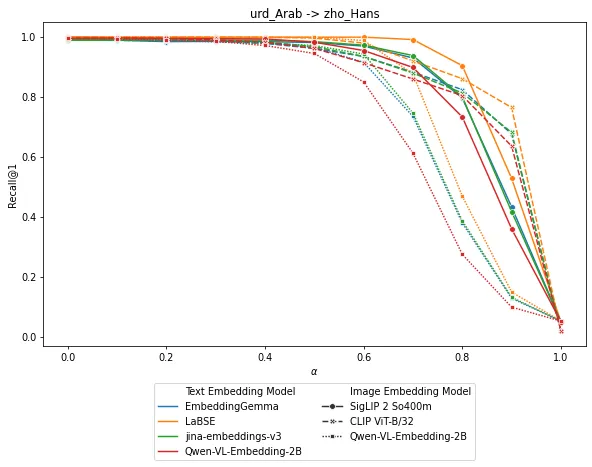 urd_Arab -> zho_Hans
1.0
0.8
0.6
0.4
0.2
0.0
Recall@1
0.0 0.2 0.4 0.6 0.8 1.0
α
Text Embedding Model Image Embedding Model
EmbeddingGemma SigLIP 2 So400m
LaBSE CLIP ViT-B/32
jina-embeddings-v3 Qwen-VL-Embedding-2B
Qwen-VL-Embedding-2B